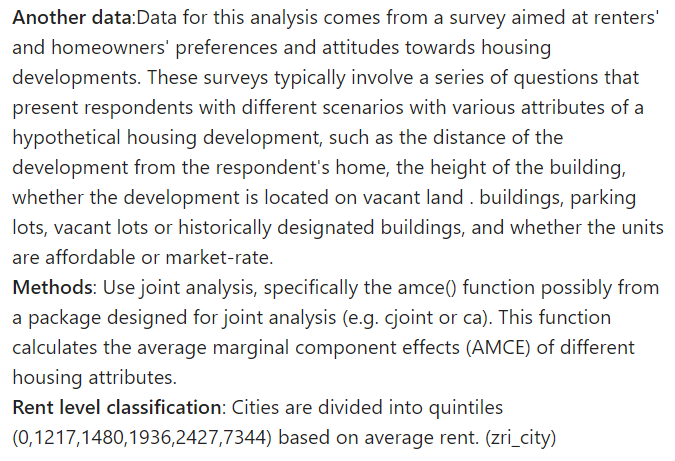 Another data:Data for this analysis comes from a survey aimed at renters'
and homeowners' preferences and attitudes towards housing
developments. These surveys typically involve a series of questions that
present respondents with different scenarios with various attributes of a
hypothetical housing development, such as the distance of the
development from the respondent's home, the height of the building,
whether the development is located on vacant land . buildings, parking
lots, vacant lots or historically designated buildings, and whether the units
are affordable or market-rate.
Methods: Use joint analysis, specifically the amce() function possibly from
a package designed for joint analysis (e.g. cjoint or ca). This function
calculates the average marginal component effects (AMCE) of different
housing attributes.
Rent level classification: Cities are divided into quintiles
(0,1217,1480,1936,2427,7344) based on average rent. (zri_city)